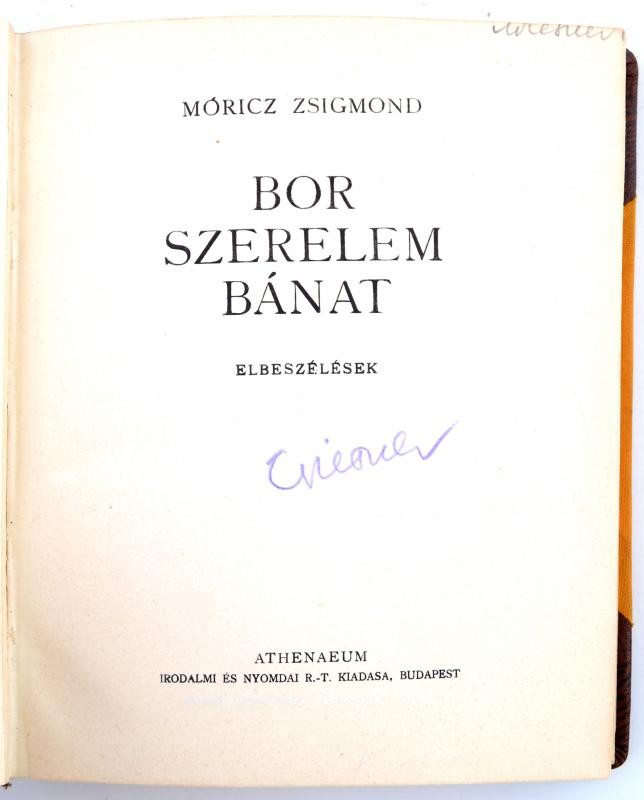 MÓRICZ ZSIGMOND
BOR
SZERELEM
BÁNAT
ELBESZÉLÉSEK
ATHENAEUM
IRODALMI ÉS NYOMDAI R.-T. KIADASA, BUDAPEST